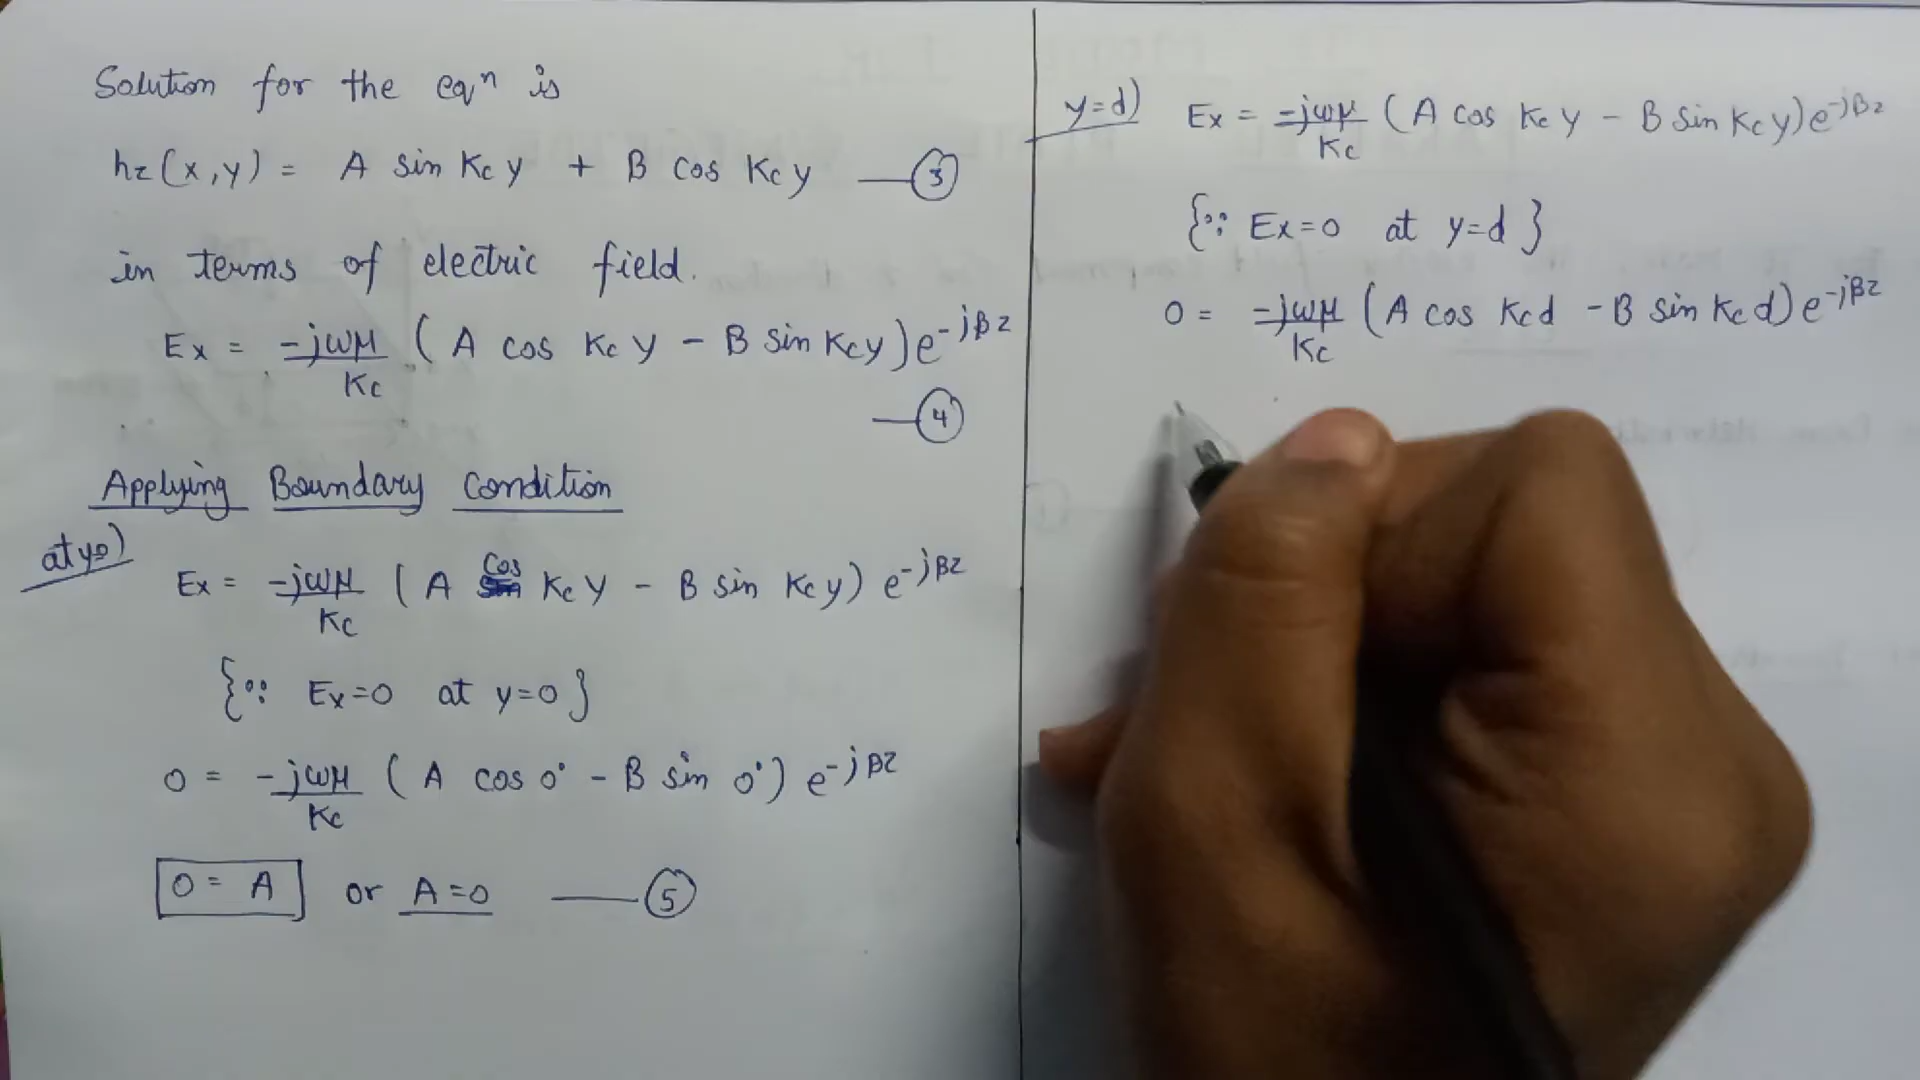 Solution for the eqⁿ is
hz(x,y) = A sin Kc y + B cos Kc y —③
in terms of electric field.
Ex = -jωμ/Kc (A cos Kc y - B sin Kc y) e^-jβz
—④
Applying Boundary Condition
at y=0)
Ex = -jωμ/Kc (A cos Kc y - B sin Kc y) e^-jβz
{∵ Ex=0 at y=0}
0 = -jωμ/Kc (A cos 0° - B sin 0°) e^-jβz
0 = A or A=0 —⑤
y=d) Ex = -jωμ/Kc (A cos Kc y - B sin Kc y) e^-jβz
{∵ Ex=0 at y=d}
0 = -jωμ/Kc (A cos Kc d - B sin Kc d) e^-jβz